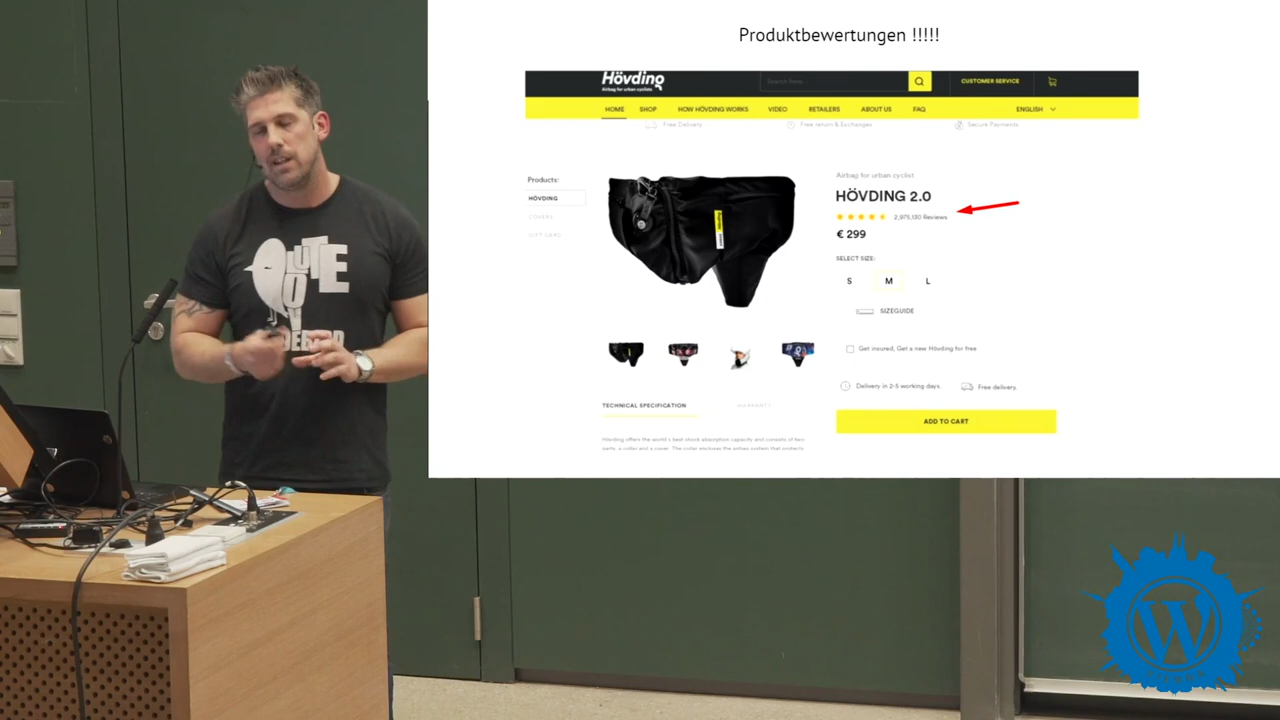 Produktbewertungen !!!!!
Hövding
Airbag for urban cyclists
Search Items...
CUSTOMER SERVICE
HOME SHOP HOW HÖVDING WORKS VIDEO RETAILERS ABOUT US FAQ ENGLISH
Free Delivery Free return & Exchanges Secure Payments
Products:
HÖVDING
COVERS
GIFT CARD
Airbag for urban cyclist
HÖVDING 2.0
2,975,130 Reviews
€ 299
SELECT SIZE:
S M L
SIZEGUIDE
Get insured, Get a new Hövding for free
Delivery in 2-5 working days. Free delivery.
ADD TO CART
TECHNICAL SPECIFICATION WARRANTY
Hövding offers the world's best shock absorption capacity and consists of two
parts, a collar and a cover. The collar encloses the airbag system that protects
W
VIENNA